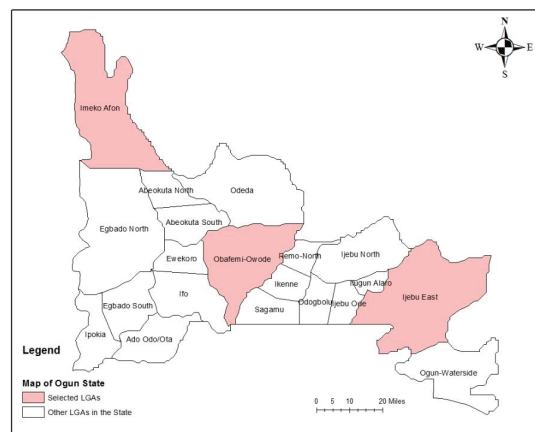 N
W E
S
Imeko Afon
Abeokuta North
Odeda
Abeokuta South
Egbado North
Ewekoro
Obafemi-Owode
Remo-North
Ijebu North
Ikenne
Ijebu East
Ifo
Egbado South
Sagamu
Odogbolu
Ijebu Ode
Ipokia
Ado Odo/Ota
Ogun-Waterside
Legend
Map of Ogun State
Selected LGAs
Other LGAs in the State
0 5 10 20 Miles